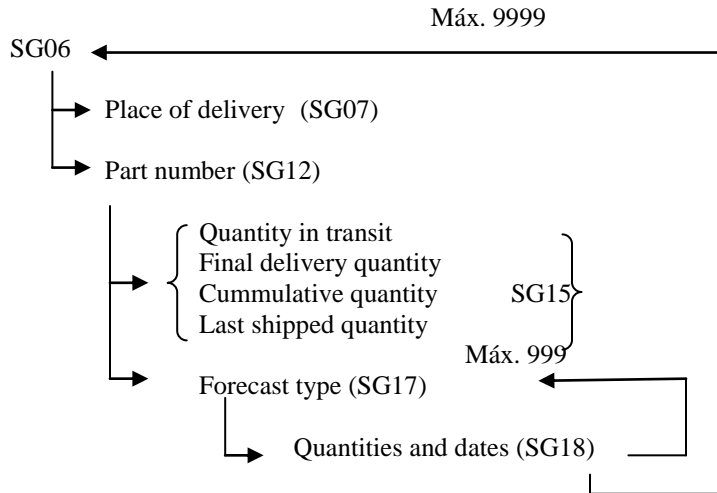 Máx. 9999
SG06
Place of delivery (SG07)
Part number (SG12)
Quantity in transit
Final delivery quantity
Cummulative quantity
SG15
Last shipped quantity
Máx. 999
Forecast type (SG17)
Quantities and dates (SG18)